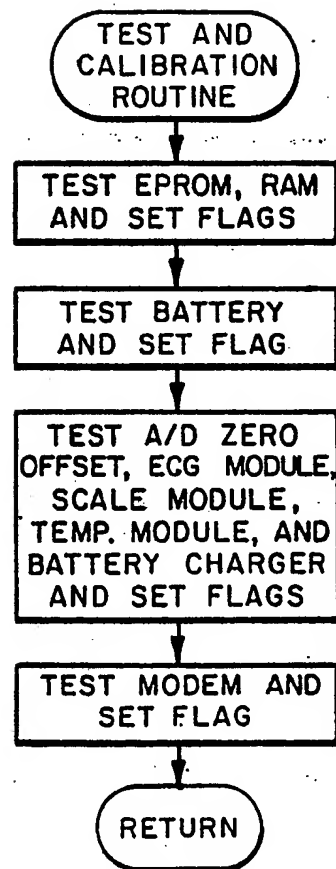 TEST AND
CALIBRATION
ROUTINE
TEST EPROM, RAM
AND SET FLAGS
TEST BATTERY
AND SET FLAG
TEST A/D ZERO
OFFSET, ECG MODULE,
SCALE MODULE,
TEMP. MODULE, AND
BATTERY CHARGER
AND SET FLAGS
TEST MODEM AND
SET FLAG
RETURN